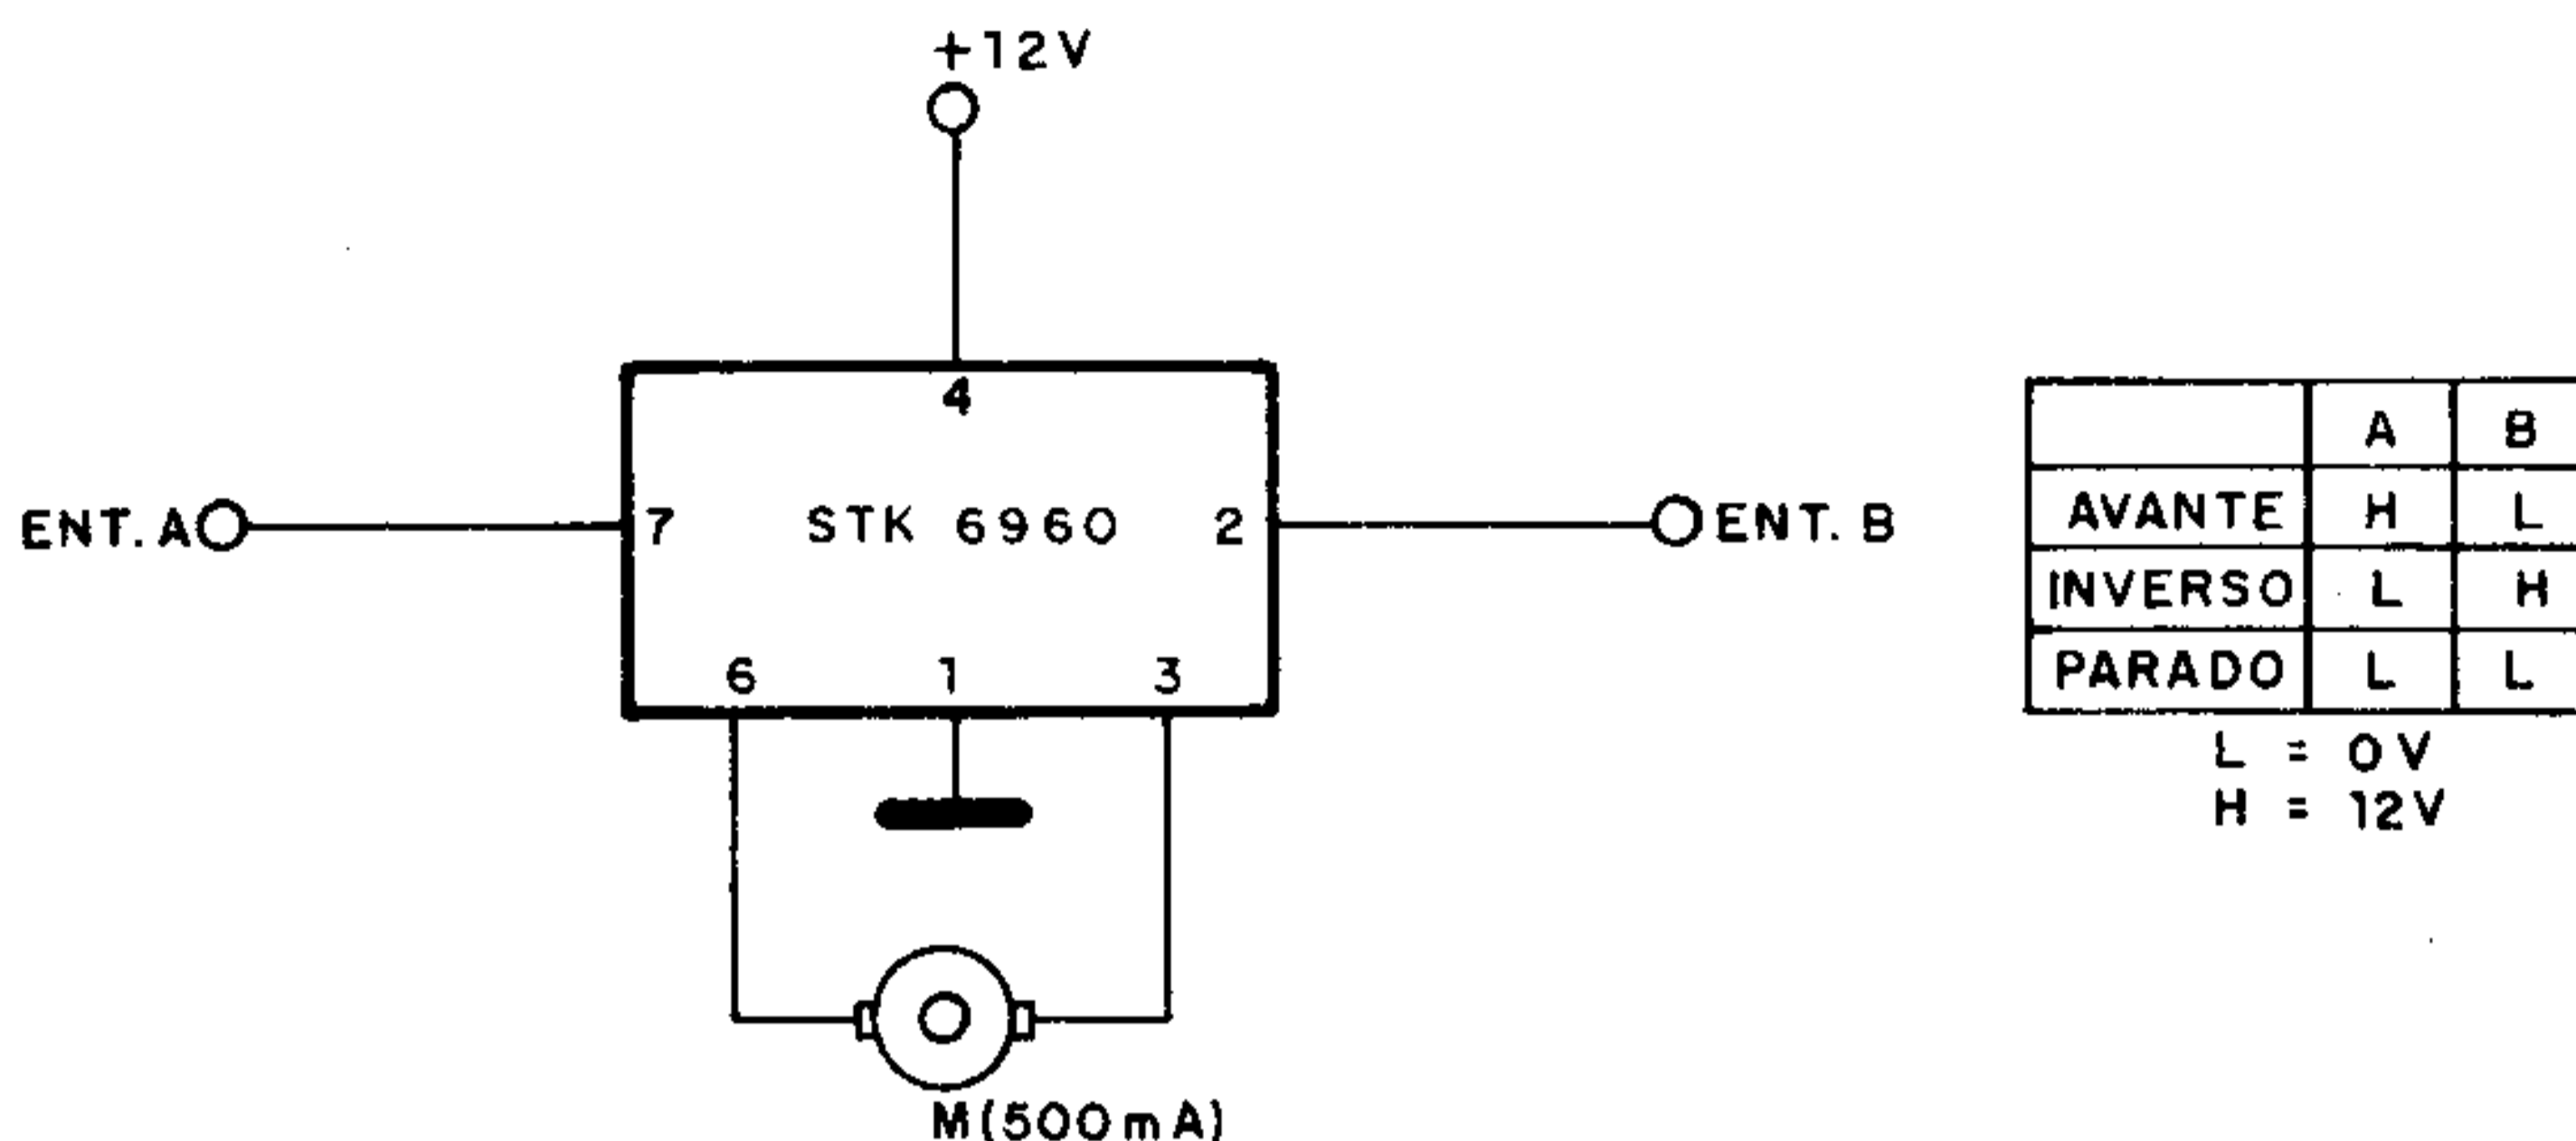 +12V
4
ENT. A
7
STK 6960
2
ENT. B
6
1
3
M(500mA)
A B
AVANTE H L
INVERSO L H
PARADO L L
L = 0V
H = 12V